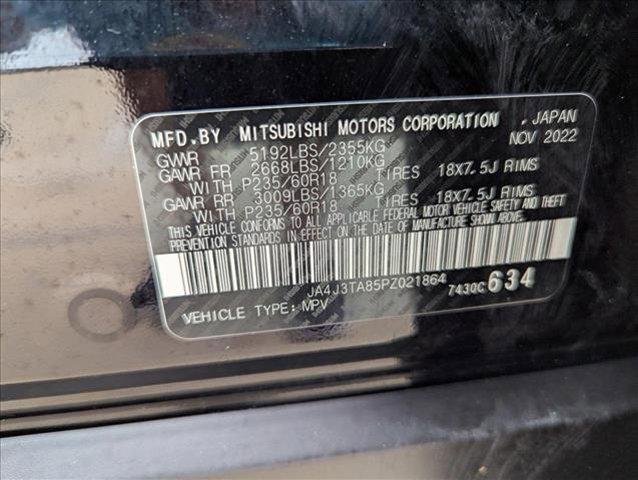 MFD.BY MITSUBISHI MOTORS CORPORATION . JAPAN
GVWR 5192LBS/2355KG NOV 2022
GAWR FR 2668LBS/1210KG
WITH P235/60R18 TIRES 18X7.5J RIMS
GAWR RR 3009LBS/1365KG
WITH P235/60R18 TIRES 18X7.5J RIMS
THIS VEHICLE CONFORMS TO ALL APPLICABLE FEDERAL MOTOR VEHICLE SAFETY AND THEFT
PREVENTION STANDARDS IN EFFECT ON THE DATE OF MANUFACTURE SHOWN ABOVE.
JA4J3TA85PZ021864
VEHICLE TYPE: MPV 7430C 634